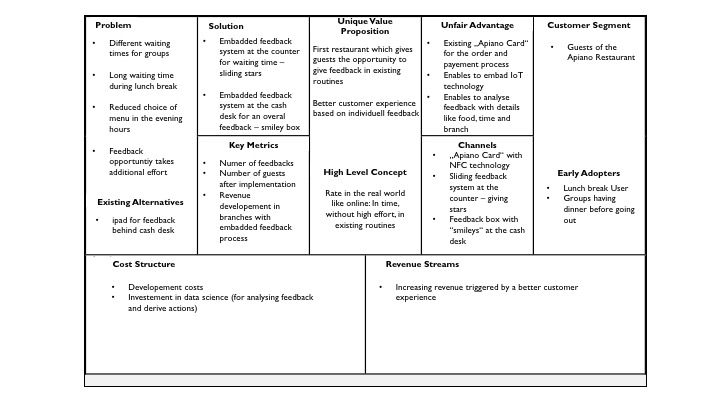 Problem
• Different waiting
times for groups
• Long waiting time
during lunch break
• Reduced choice of
menu in the evening
hours
• Feedback
opportuntiy takes
additional effort
Existing Alternatives
• ipad for feedback
behind cash desk
Solution
• Embadded feedback
system at the counter
for waiting time –
sliding stars
• Embadded feedback
system at the cash
desk for an overal
feedback – smiley box
Key Metrics
• Numer of feedbacks
• Number of guests
after implementation
• Revenue
developement in
branches with
embadded feedback
process
Unique Value
Proposition
First restaurant which gives
guests the opportunity to
give feedback in existing
routines
Better customer experience
based on individuell feedback
High Level Concept
Rate in the real world
like online: In time,
without high effort, in
existing routines
Unfair Advantage
• Existing „Apiano Card“
for the order and
payement process
• Enables to embad IoT
technology
• Enables to analyse
feedback with details
like food, time and
branch
Channels
• „Apiano Card“ with
NFC technology
• Sliding feedback
system at the
counter – giving
stars
• Feedback box with
“smileys” at the cash
desk
Customer Segment
• Guests of the
Apiano Restaurant
Early Adopters
• Lunch break User
• Groups having
dinner before going
out
Cost Structure
• Developement costs
• Investement in data science (for analysing feedback
and derive actions)
Revenue Streams
• Increasing revenue triggered by a better customer
experience